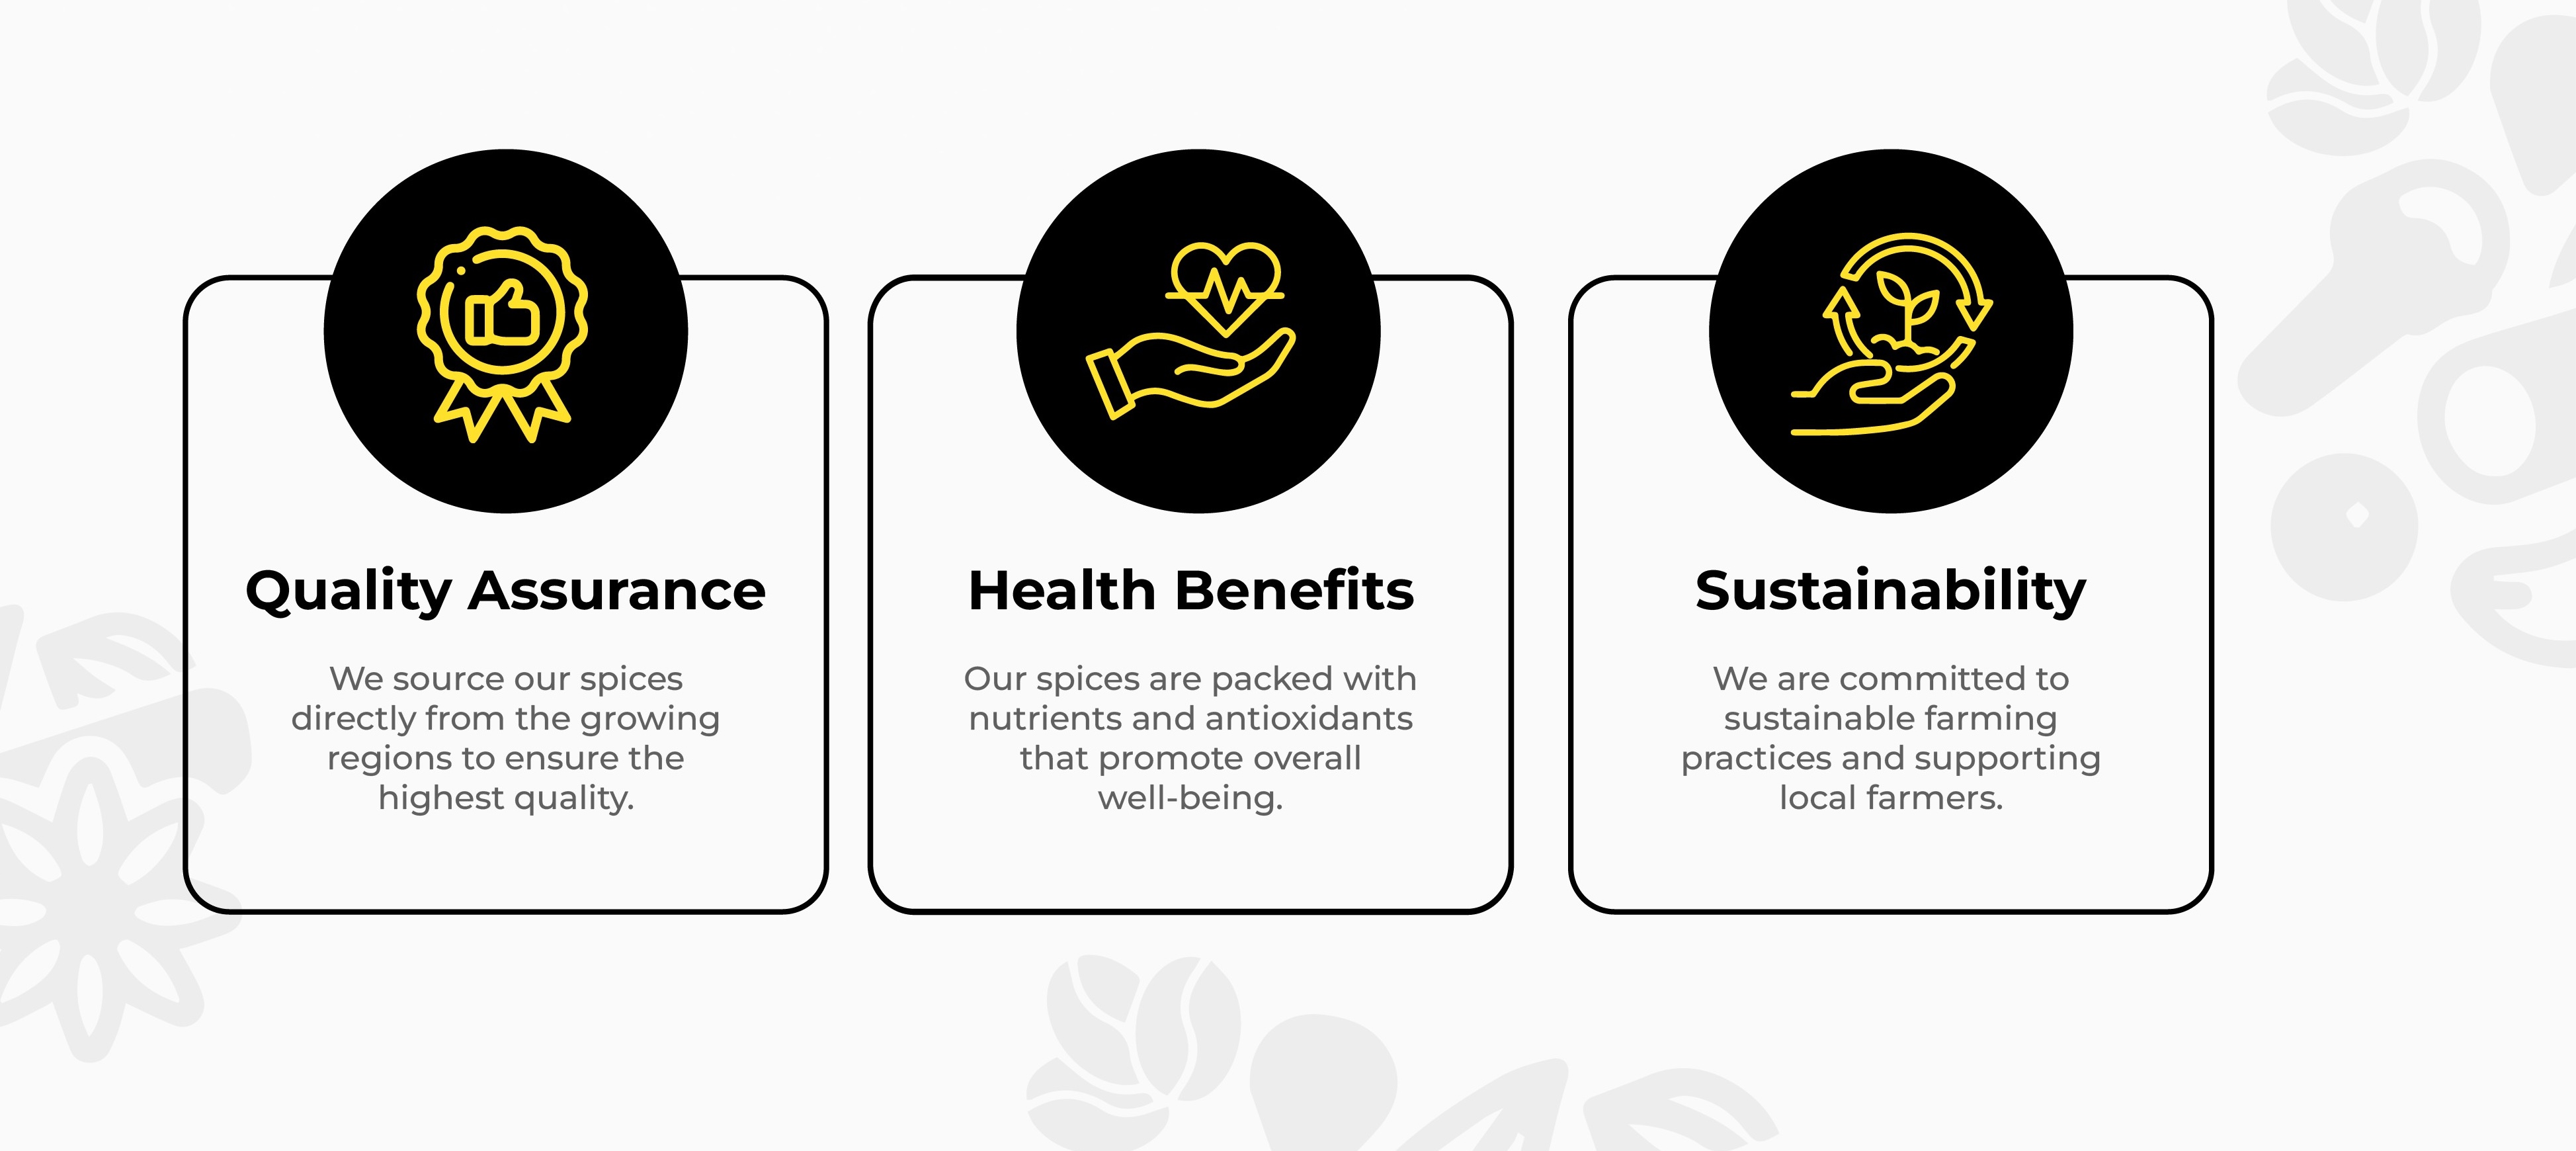 Quality Assurance
We source our spices
directly from the growing
regions to ensure the
highest quality.
Health Benefits
Our spices are packed with
nutrients and antioxidants
that promote overall
well-being.
Sustainability
We are committed to
sustainable farming
practices and supporting
local farmers.